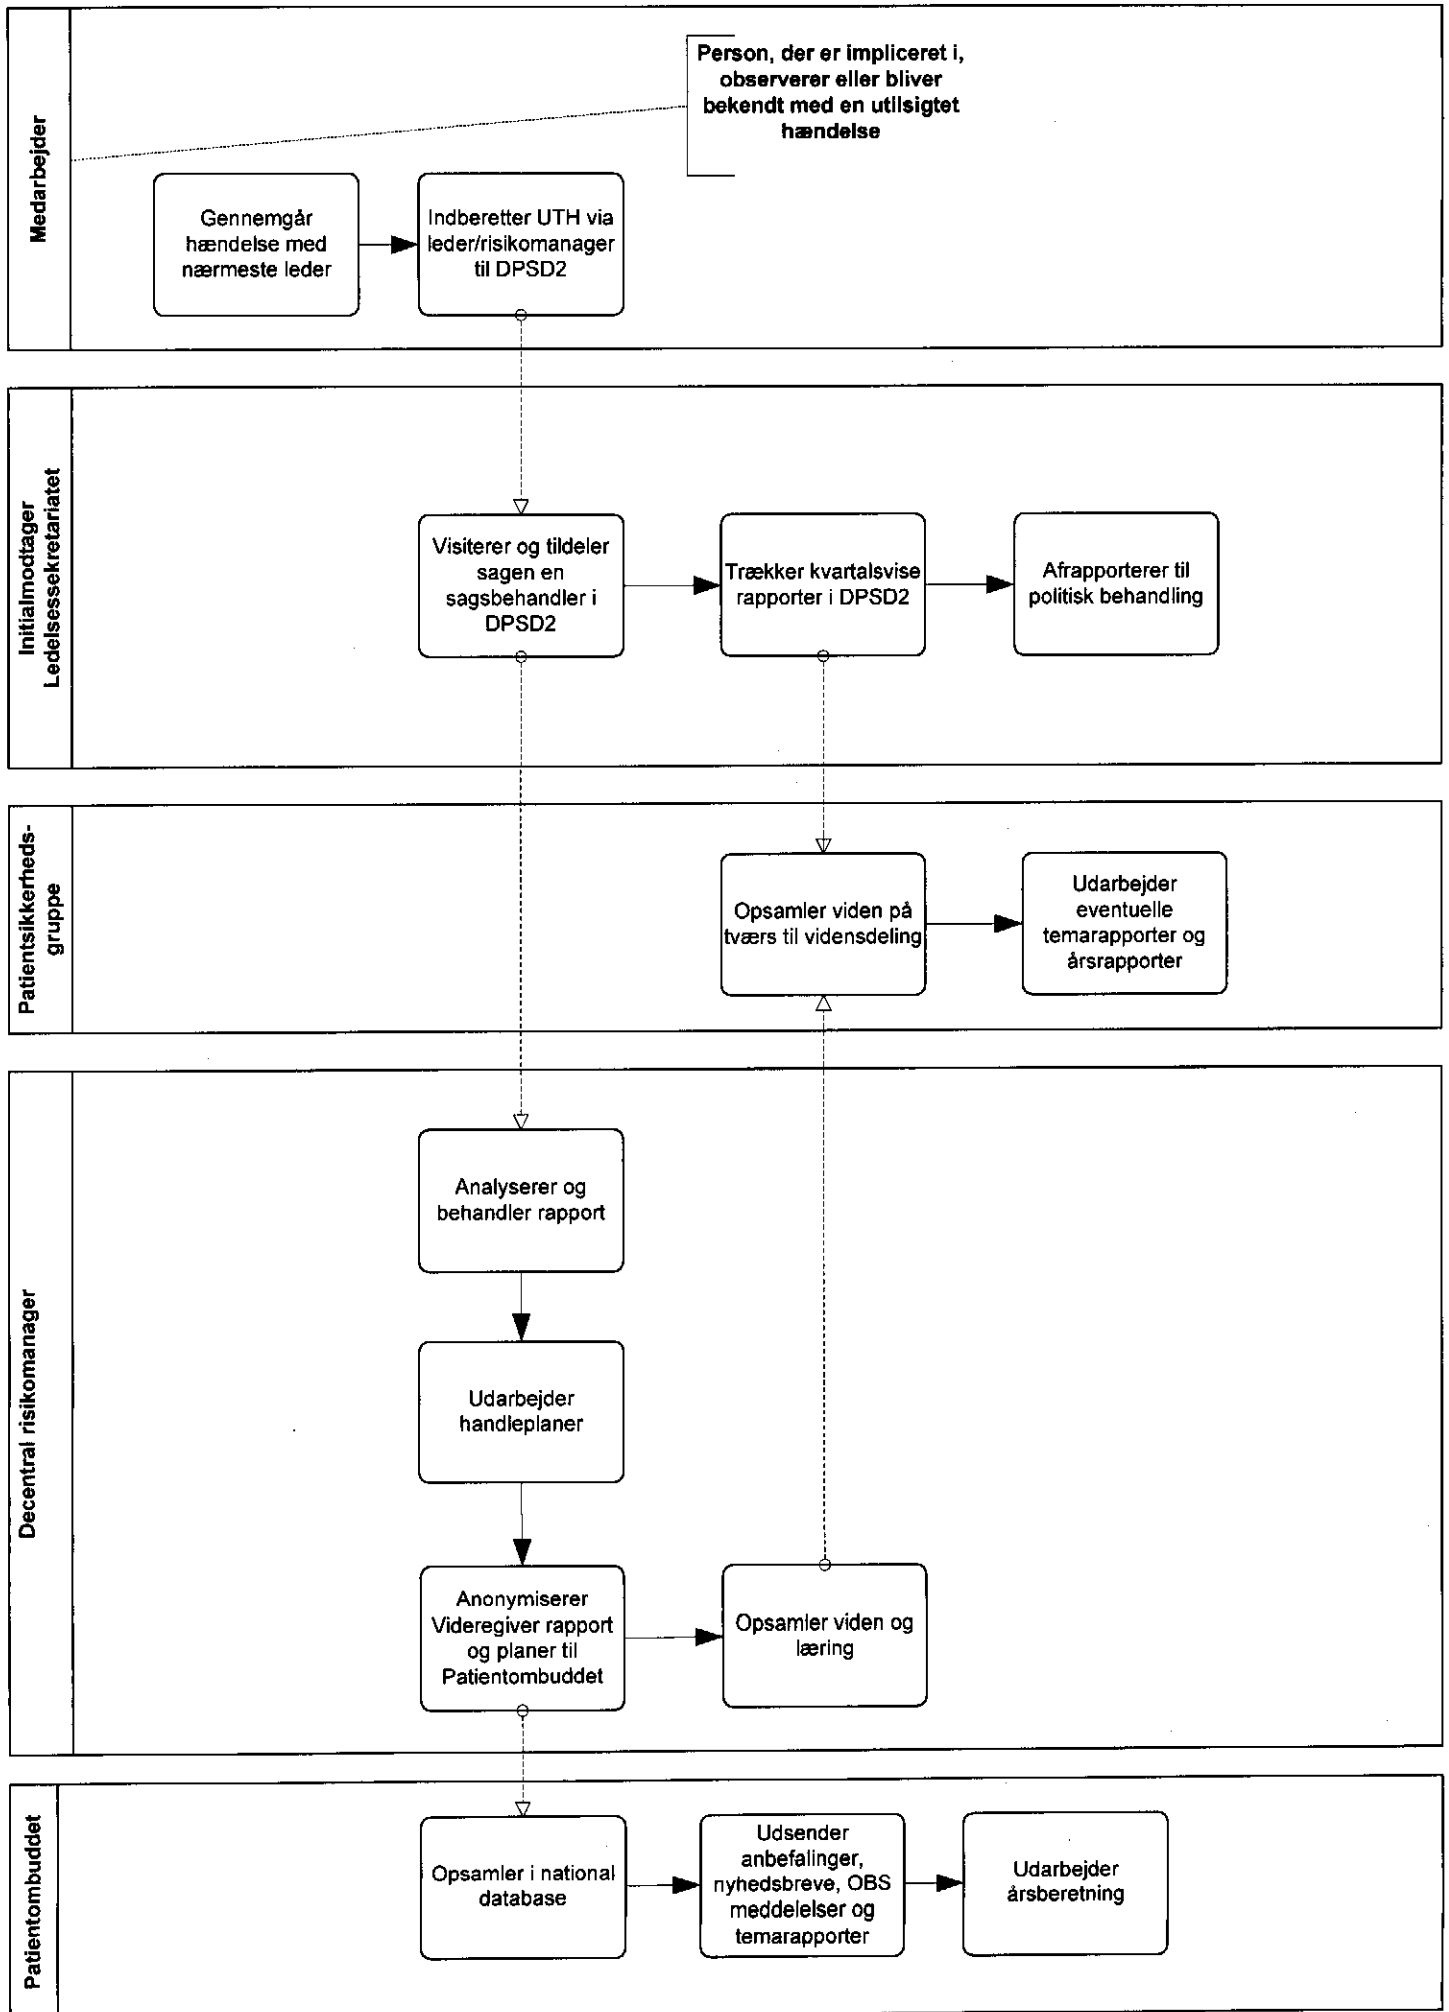 Medarbejder
Person, der er impliceret i,
observerer eller bliver
bekendt med en utilsigtet
hændelse
Gennemgår
hændelse med
nærmeste leder
Indberetter UTH via
leder/risikomanager
til DPSD2
Initialmodtager
Ledelsessekretariatet
Visiterer og tildeler
sagen en
sagsbehandler i
DPSD2
Trækker kvartalsvise
rapporter i DPSD2
Afrapporterer til
politisk behandling
Patientsikkerheds-
gruppe
Opsamler viden på
tværs til vidensdeling
Udarbejder
eventuelle
temarapporter og
årsrapporter
Decentral risikomanager
Analyserer og
behandler rapport
Udarbejder
handleplaner
Anonymiserer
Videregiver rapport
og planer til
Patientombuddet
Opsamler viden og
læring
Patientombuddet
Opsamler i national
database
Udsender
anbefalinger,
nyhedsbreve, OBS
meddelelser og
temarapporter
Udarbejder
årsberetning